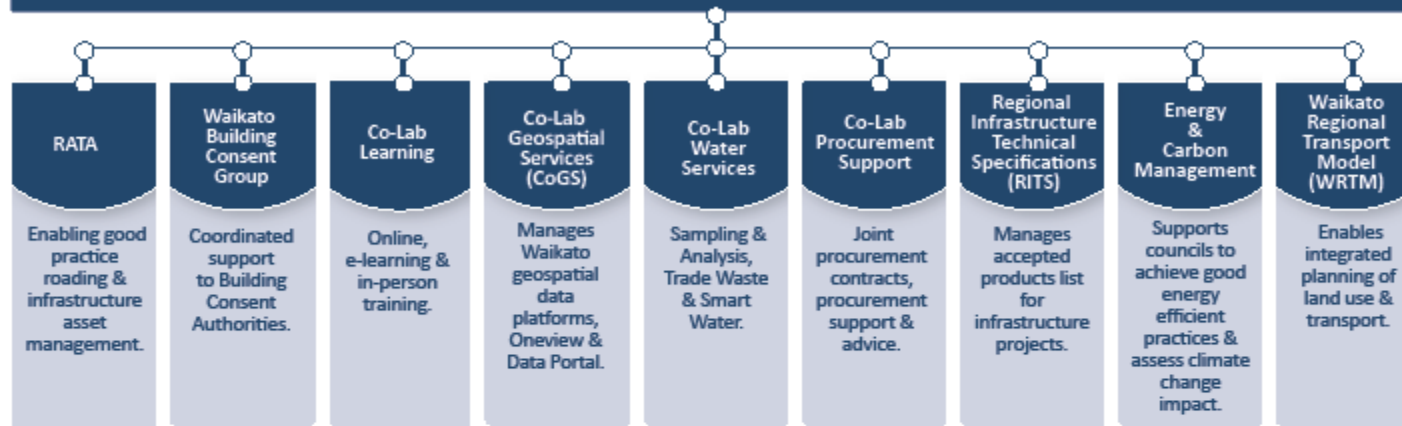 RATA
Enabling good
practice
roading &
infrastructure
asset
management.
Waikato
Building
Consent
Group
Coordinated
support
to Building
Consent
Authorities.
Co-Lab
Learning
Online,
e-learning &
in-person
training.
Co-Lab
Geospatial
Services
(CoGS)
Manages
Waikato
geospatial
data
platforms,
Oneview &
Data Portal.
Co-Lab
Water
Services
Sampling &
Analysis,
Trade Waste
& Smart
Water.
Co-Lab
Procurement
Support
Joint
procurement
contracts,
procurement
support &
advice.
Regional
Infrastructure
Technical
Specifications
(RITS)
Manages
accepted
products list
for
infrastructure
projects.
Energy
&
Carbon
Management
Supports
councils to
achieve good
energy
efficient
practices &
assess climate
change
impact.
Waikato
Regional
Transport
Model
(WRTM)
Enables
integrated
planning of
land use &
transport.